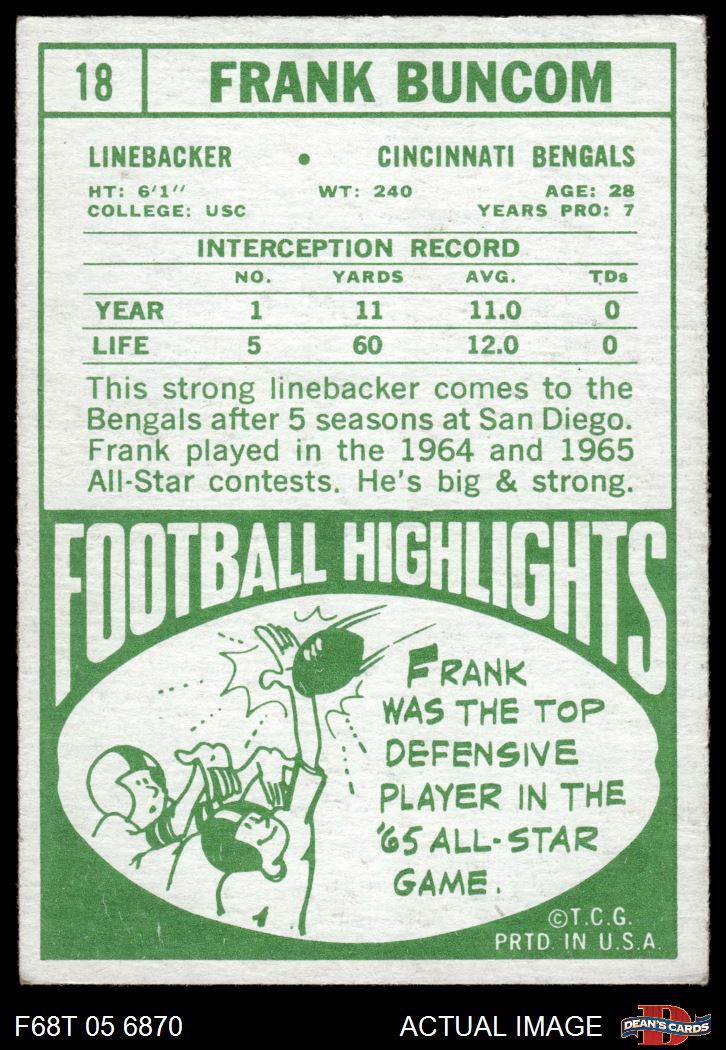 18 FRANK BUNCOM
LINEBACKER • CINCINNATI BENGALS
HT: 6'1" WT: 240 AGE: 28
COLLEGE: USC YEARS PRO: 7
INTERCEPTION RECORD
NO. YARDS AVG. TDs
YEAR 1 11 11.0 0
LIFE 5 60 12.0 0
This strong linebacker comes to the
Bengals after 5 seasons at San Diego.
Frank played in the 1964 and 1965
All-Star contests. He's big & strong.
FOOTBALL HIGHLIGHTS
FRANK
WAS THE TOP
DEFENSIVE
PLAYER IN THE
'65 ALL-STAR
GAME.
©T.C.G.
PRTD. IN U.S.A.
F68T 05 6870 ACTUAL IMAGE D DEAN'S CARDS